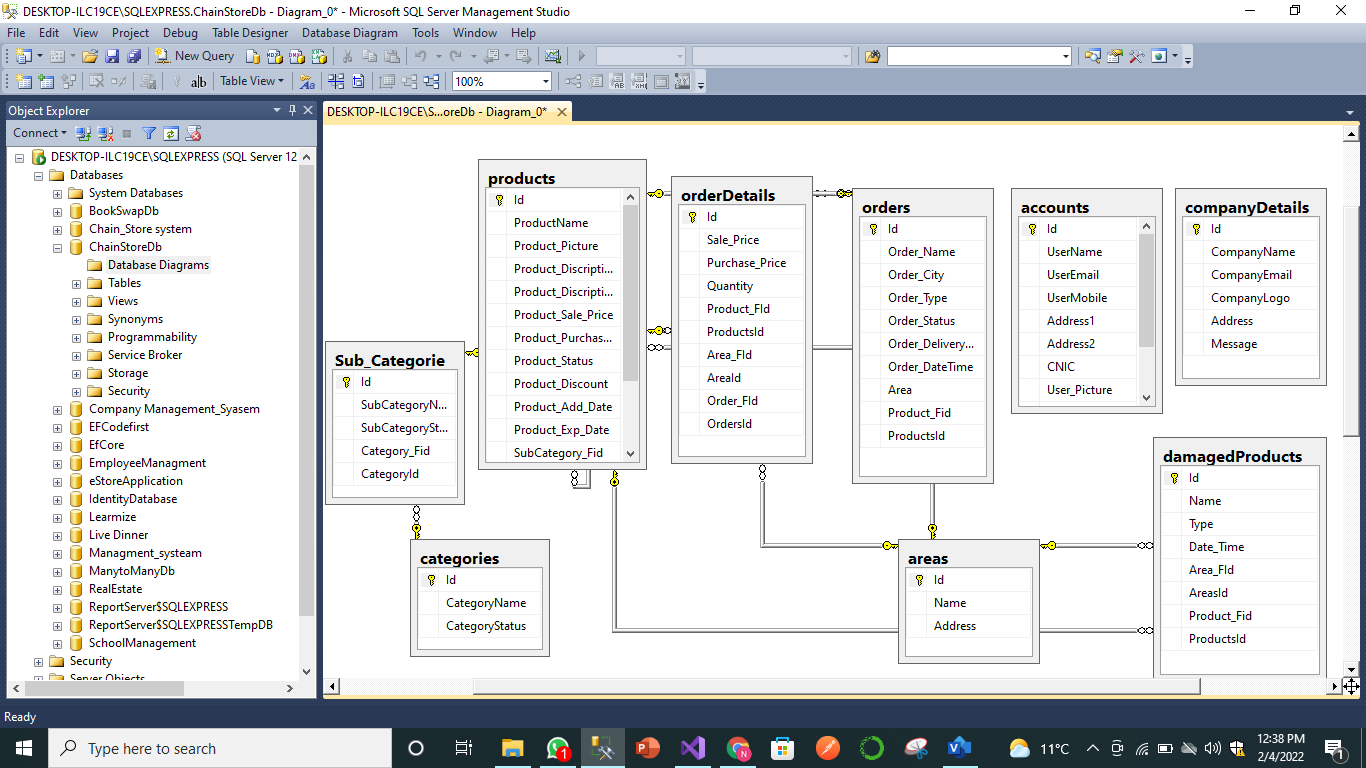 DESKTOP-ILC19CE\SQLEXPRESS.ChainStoreDb - Diagram_0* - Microsoft SQL Server Management Studio
File Edit View Project Debug Table Designer Database Diagram Tools Window Help
New Query
ab Table View 100%
Object Explorer
Connect
DESKTOP-ILC19CE\SQLEXPRESS (SQL Server 12
Databases
System Databases
BookSwapDb
Chain_Store system
ChainStoreDb
Database Diagrams
Tables
Views
Synonyms
Programmability
Service Broker
Storage
Security
Company Management_Syasem
EFCodefirst
EfCore
EmployeeManagment
eStoreApplication
IdentityDatabase
Learmize
Live Dinner
Managment_systeam
ManytoManyDb
RealEstate
ReportServer$SQLEXPRESS
ReportServer$SQLEXPRESSTempDB
SchoolManagement
Security
Server Objects
DESKTOP-ILC19CE\S...oreDb - Diagram_0*
products
Id
ProductName
Product_Picture
Product_Discripti...
Product_Discripti...
Product_Sale_Price
Product_Purchas...
Product_Status
Product_Discount
Product_Add_Date
Product_Exp_Date
SubCategory_Fid
orderDetails
Id
Sale_Price
Purchase_Price
Quantity
Product_FId
ProductsId
Area_FId
AreaId
Order_FId
OrdersId
orders
Id
Order_Name
Order_City
Order_Type
Order_Status
Order_Delivery...
Order_DateTime
Area
Product_Fid
ProductsId
accounts
Id
UserName
UserEmail
UserMobile
Address1
Address2
CNIC
User_Picture
companyDetails
Id
CompanyName
CompanyEmail
CompanyLogo
Address
Message
Sub_Categorie
Id
SubCategoryN...
SubCategorySt...
Category_Fid
CategoryId
categories
Id
CategoryName
CategoryStatus
areas
Id
Name
Address
damagedProducts
Id
Name
Type
Date_Time
Area_FId
AreasId
Product_Fid
ProductsId
Ready
Type here to search
1
N
11°C
12:38 PM
2/4/2022
1